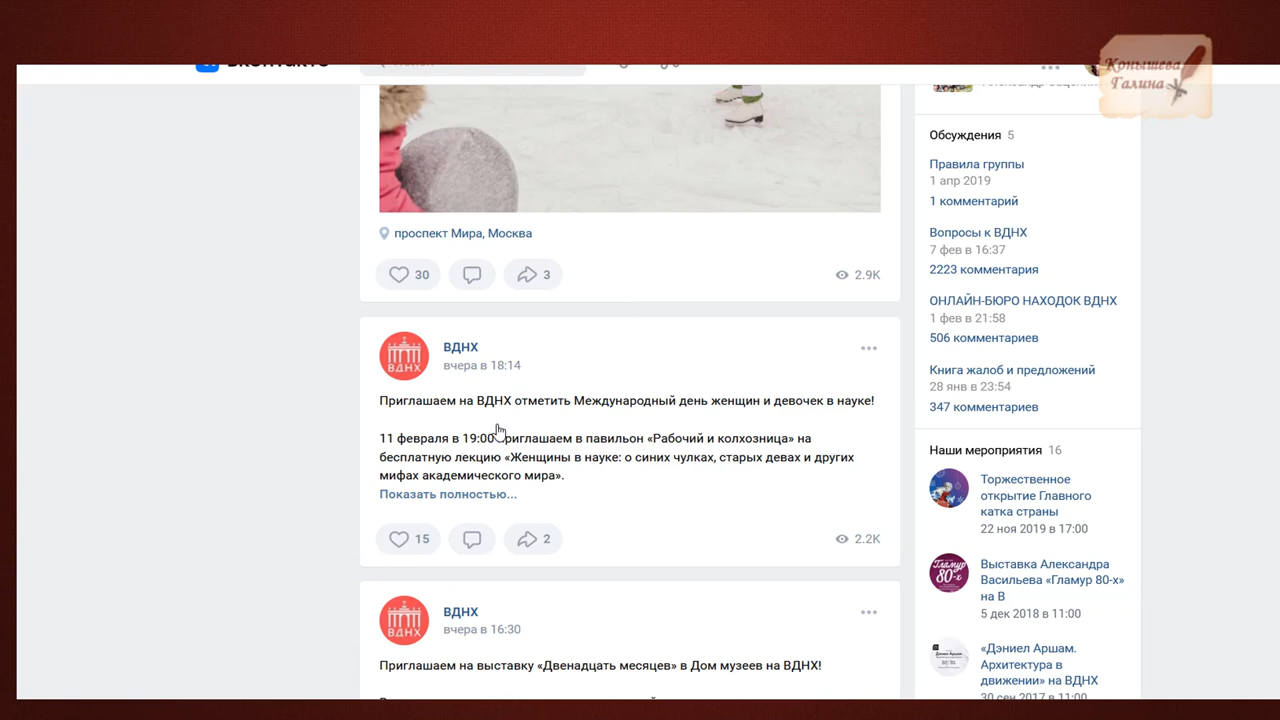 Конышева
Галина
проспект Мира, Москва
30
3
2.9K
ВДНХ
ВДНХ
вчера в 18:14
Приглашаем на ВДНХ отметить Международный день женщин и девочек в науке!
11 февраля в 19:00 приглашаем в павильон «Рабочий и колхозница» на
бесплатную лекцию «Женщины в науке: о синих чулках, старых девах и других
мифах академического мира».
Показать полностью...
15
2
2.2K
ВДНХ
ВДНХ
вчера в 16:30
Приглашаем на выставку «Двенадцать месяцев» в Дом музеев на ВДНХ!
Обсуждения 5
Правила группы
1 апр 2019
1 комментарий
Вопросы к ВДНХ
7 фев в 16:37
2223 комментария
ОНЛАЙН-БЮРО НАХОДОК ВДНХ
1 фев в 21:58
506 комментариев
Книга жалоб и предложений
28 янв в 23:54
347 комментариев
Наши мероприятия 16
Торжественное
открытие Главного
катка страны
22 ноя 2019 в 17:00
Гламур
80-х
Выставка Александра
Васильева «Гламур 80-х»
на В
5 дек 2018 в 11:00
«Дэниел Аршам.
Архитектура в
движении» на ВДНХ
30 сен 2017 в 11:00